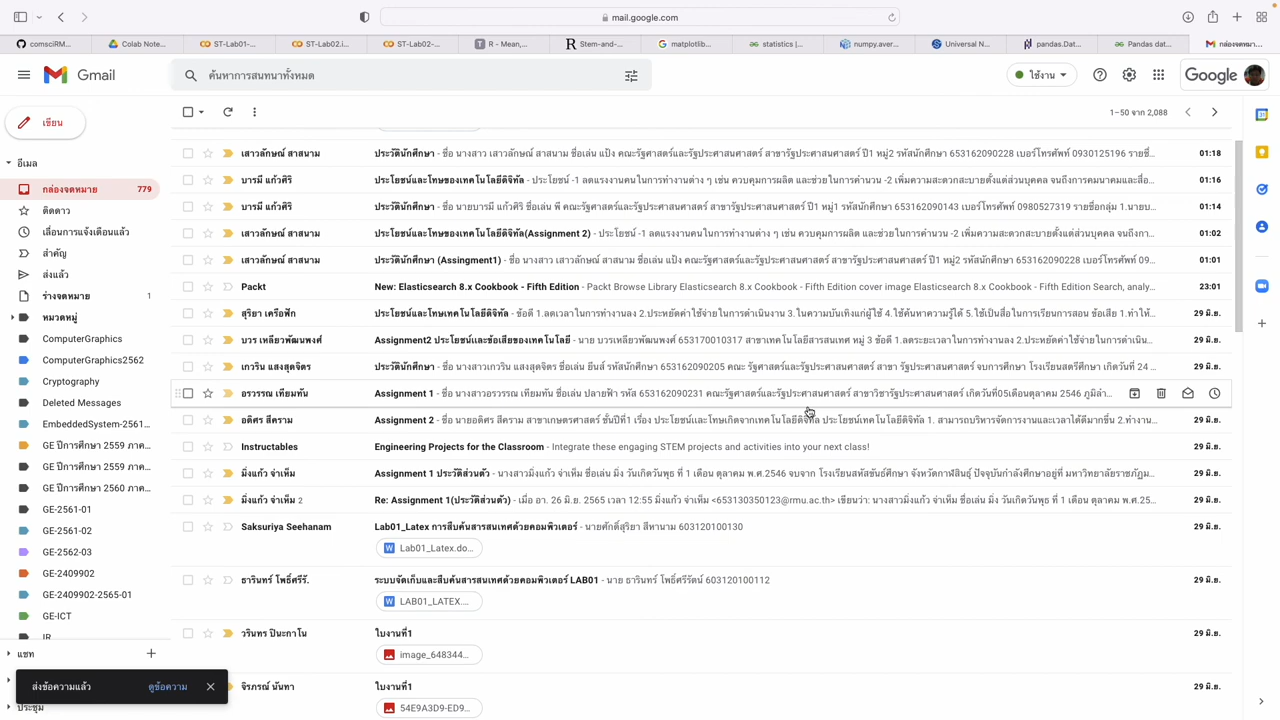 mail.google.com
comsciRM...
Colab Note...
ST-Lab01-...
ST-Lab02.i...
ST-Lab02-...
R - Mean,...
Stem-and-...
matplotlib...
statistics |...
numpy.aver...
Universal N...
pandas.Dat...
Pandas dat...
กล่องจดหมา...
Gmail
ค้นหาการสนทนาทั้งหมด
ใช้งาน
Google
เขียน
1–50 จาก 2,088
อีเมล
กล่องจดหมาย 779
ติดดาว
เลื่อนการแจ้งเตือนแล้ว
สำคัญ
ส่งแล้ว
ร่างจดหมาย 1
หมวดหมู่
ComputerGraphics
ComputerGraphics2562
Cryptography
Deleted Messages
EmbeddedSystem-2561...
GE ปีการศึกษา 2559 ภาค...
GE ปีการศึกษา 2559 ภาค...
GE ปีการศึกษา 2560 ภาค...
GE-2561-01
GE-2561-02
GE-2562-03
GE-2409902
GE-2409902-2565-01
GE-ICT
IR
แชท
ประชุม
ส่งข้อความแล้ว ดูข้อความ
เสาวลักษณ์ สาสนาม ประวัตินักศึกษา - ชื่อ นางสาว เสาวลักษณ์ สาสนาม ชื่อเล่น แป้ง คณะรัฐศาสตร์และรัฐประศาสนศาสตร์ สาขารัฐประศาสนศาสตร์ ปี1 หมู่2 รหัสนักศึกษา 653162090228 เบอร์โทรศัพท์ 0930125196 รายชื่... 01:18
บารมี แก้วศิริ ประโยชน์และโทษของเทคโนโลยีดิจิทัล - ประโยชน์ -1 ลดแรงงานคนในการทำงานต่าง ๆ เช่น ควบคุมการผลิต และช่วยในการคำนวน -2 เพิ่มความสะดวกสบายตั้งแต่ส่วนบุคคล จนถึงการคมนาคมและสื่อ... 01:16
บารมี แก้วศิริ ประวัตินักศึกษา - ชื่อ นายบารมี แก้วศิริ ชื่อเล่น พี คณะรัฐศาสตร์และรัฐประศาสนศาสตร์ สาขารัฐประศาสนศาสตร์ ปี1 หมู่1 รหัสนักศึกษา 653162090143 เบอร์โทรศัพท์ 0980527319 รายชื่อกลุ่ม 1.นายบ... 01:14
เสาวลักษณ์ สาสนาม ประโยชน์และโทษของเทคโนโลยีดิจิทัล(Assignment 2) - ประโยชน์ -1 ลดแรงงานคนในการทำงานต่าง ๆ เช่น ควบคุมการผลิต และช่วยในการคำนวน -2 เพิ่มความสะดวกสบายตั้งแต่ส่วนบุคคล จนถึงกา... 01:02
เสาวลักษณ์ สาสนาม ประวัตินักศึกษา (Assingment1) - ชื่อ นางสาว เสาวลักษณ์ สาสนาม ชื่อเล่น แป้ง คณะรัฐศาสตร์และรัฐประศาสนศาสตร์ สาขารัฐประศาสนศาสตร์ ปี1 หมู่2 รหัสนักศึกษา 653162090228 เบอร์โทรศัพท์ 09... 01:01
Packt New: Elasticsearch 8.x Cookbook - Fifth Edition - Packt Browse Library Elasticsearch 8.x Cookbook - Fifth Edition cover image Elasticsearch 8.x Cookbook - Fifth Edition Search, analy... 23:01
สุริยา เครือฟัก ประโยชน์และโทษเทคโนโลยีดิจิทัล - ข้อดี 1.ลดเวลาในการทำงานลง 2.ประหยัดค่าใช้จ่ายในการดำเนินงาน 3.ในความบันเทิงแก่ผู้ใช้ 4.ใช้ค้นหาความรู้ได้ 5.ใช้เป็นสื่อในการเรียนการสอน ข้อเสีย 1.ทำให้... 29 มิ.ย.
บวร เหลียวพัฒนพงศ์ Assignment2 ประโยชน์และข้อเสียของเทคโนโลยี - นาย บวรเหลียวพัฒนพงศ์ 653170010317 สาขาเทคโนโลยีสารสนเทศ หมู่ 3 ข้อดี 1.ลดระยะเวลาในการทำงานลง 2.ประหยัดค่าใช้จ่ายในการดำเนิน... 29 มิ.ย.
เกวริน แสงสุดจิตร ประวัตินักศึกษา - ชื่อ นางสาวเกวริน แสงสุดจิตร ชื่อเล่น ยีนส์ รหัสนักศึกษา 653162090205 คณะ รัฐศาสตร์และรัฐประศาสนศาสตร์ สาขา รัฐประศาสนศาสตร์ จบการศึกษา โรงเรียนสตรีศึกษา เกิดวันที่ 24 ... 29 มิ.ย.
อรวรรณ เทียมทัน Assignment 1 - ชื่อ นางสาวอรวรรณ เทียมทัน ชื่อเล่น ปลายฟ้า รหัส 653162090231 คณะรัฐศาสตร์และรัฐประศาสนศาสตร์ สาขาวิชารัฐประศาสนศาสตร์ เกิดวันที่05เดือนตุลาคม 2546 ภูมิลำ...
อดิศร สีคราม Assignment 2 - ชื่อ นายอดิศร สีคราม สาขาเกษตรศาสตร์ ชั้นปีที่1 เรื่อง ประโยชน์และโทษเกิดจากเทคโนโลยีดิจิทัล ประโยชน์ของเทคโนโลยีดิจิทัล 1. สามารถบริหารจัดการงานและเวลาได้ดีมากขึ้น 2.ทำงาน... 29 มิ.ย.
Instructables Engineering Projects for the Classroom - Integrate these engaging STEM projects and activities into your next class! 29 มิ.ย.
มิ่งแก้ว จำเห็ม Assignment 1 ประวัติส่วนตัว - นางสาวมิ่งแก้ว จำเห็ม ชื่อเล่น มิ่ง วันเกิดวันพุธ ที่ 1 เดือน ตุลาคม พ.ศ.2546 จบจาก โรงเรียนสหัสขันธ์ศึกษา จังหวัดกาฬสินธุ์ ปัจจุบันกำลังศึกษาอยู่ที่ มหาวิทยาลัยราชภัฏม... 29 มิ.ย.
มิ่งแก้ว จำเห็ม 2 Re: Assignment 1(ประวัติส่วนตัว) - เมื่อ อา. 26 มิ.ย. 2565 เวลา 12:55 มิ่งแก้ว จำเห็ม <653130350123@rmu.ac.th> เขียนว่า: นางสาวมิ่งแก้ว จำเห็ม ชื่อเล่น มิ่ง วันเกิดวันพุธ ที่ 1 เดือน ตุลาคม พ.ศ.25... 29 มิ.ย.
Saksuriya Seehanam Lab01_Latex การสืบค้นสารสนเทศด้วยคอมพิวเตอร์ - นายศักดิ์สุริยา สีหานาม 603120100130 29 มิ.ย.
Lab01_Latex.do...
ธารินทร์ โพธิ์ศรีรั. ระบบจัดเก็บและสืบค้นสารสนเทศด้วยคอมพิวเตอร์ LAB01 - นาย ธารินทร์ โพธิ์ศรีรัตน์ 603120100112 29 มิ.ย.
LAB01_LATEX....
วรินทร ปินะกาโน ใบงานที่1 29 มิ.ย.
image_648344...
จิรภรณ์ นันทา ใบงานที่1 29 มิ.ย.
54E9A3D9-ED9...